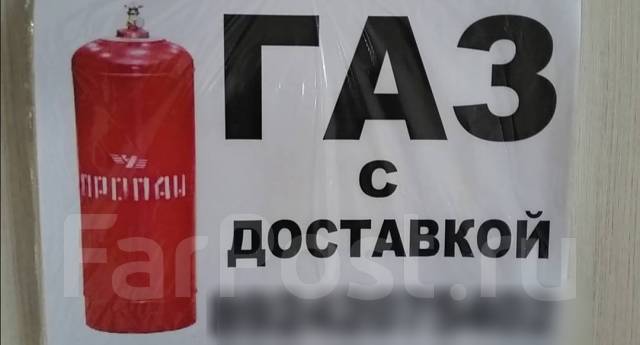 ГАЗ
С
ДОСТАВКОЙ
ПРОПАН
FarPost.ru